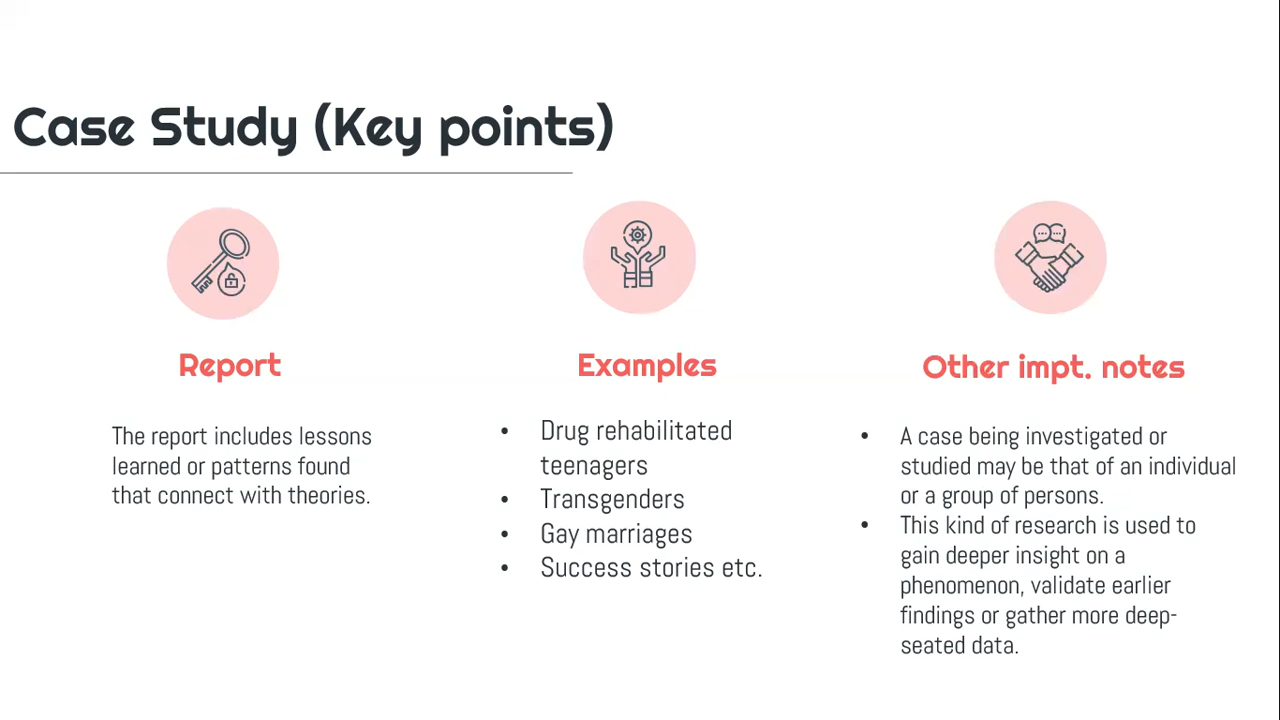 Case Study (Key points)
Report
The report includes lessons
learned or patterns found
that connect with theories.
Examples
• Drug rehabilitated
teenagers
• Transgenders
• Gay marriages
• Success stories etc.
Other impt. notes
• A case being investigated or
studied may be that of an individual
or a group of persons.
• This kind of research is used to
gain deeper insight on a
phenomenon, validate earlier
findings or gather more deep-
seated data.